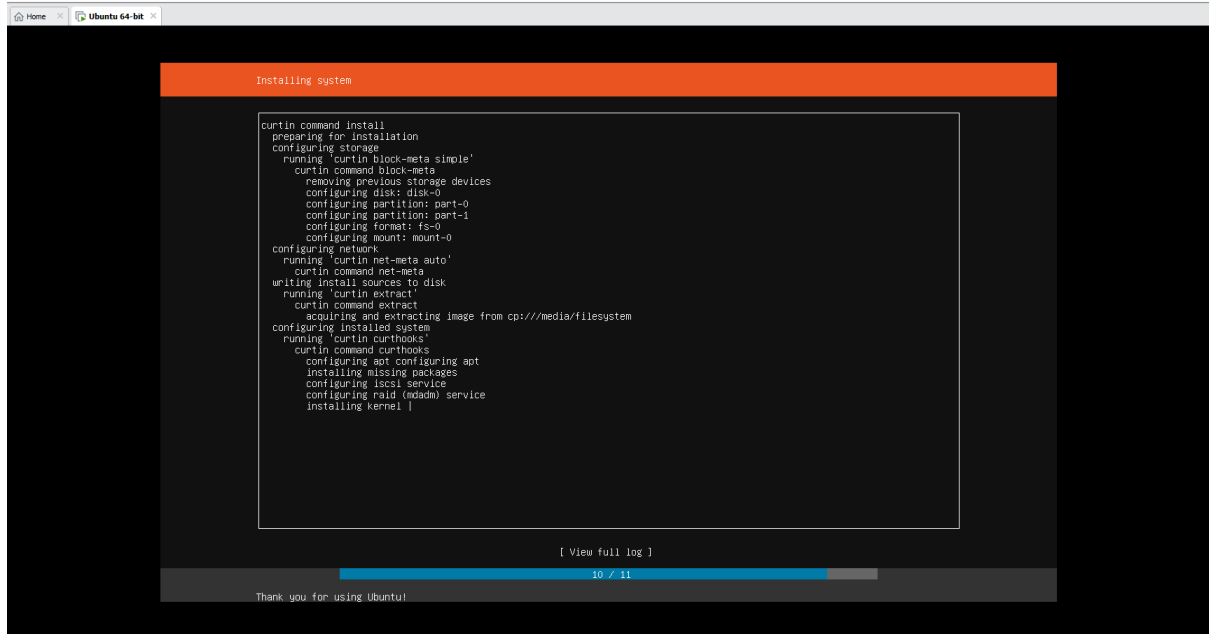 Home × Ubuntu 64-bit ×
Installing system
curtin command install
preparing for installation
configuring storage
running 'curtin block-meta simple'
curtin command block-meta
removing previous storage devices
configuring disk: disk-0
configuring partition: part-0
configuring partition: part-1
configuring format: fs-0
configuring mount: mount-0
configuring network
running 'curtin net-meta auto'
curtin command net-meta
writing install sources to disk
running 'curtin extract'
curtin command extract
acquiring and extracting image from cp:///media/filesystem
configuring installed system
running 'curtin curthooks'
curtin command curthooks
configuring apt configuring apt
installing missing packages
configuring iscsi service
configuring raid (mdadm) service
installing kernel |
[ View full log ]
10 / 11
Thank you for using Ubuntu!